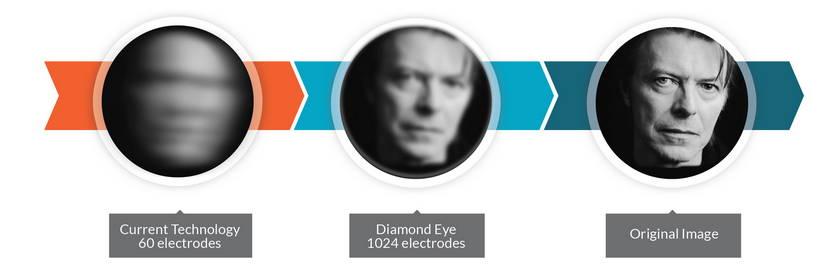 Current Technology
60 electrodes
Diamond Eye
1024 electrodes
Original Image